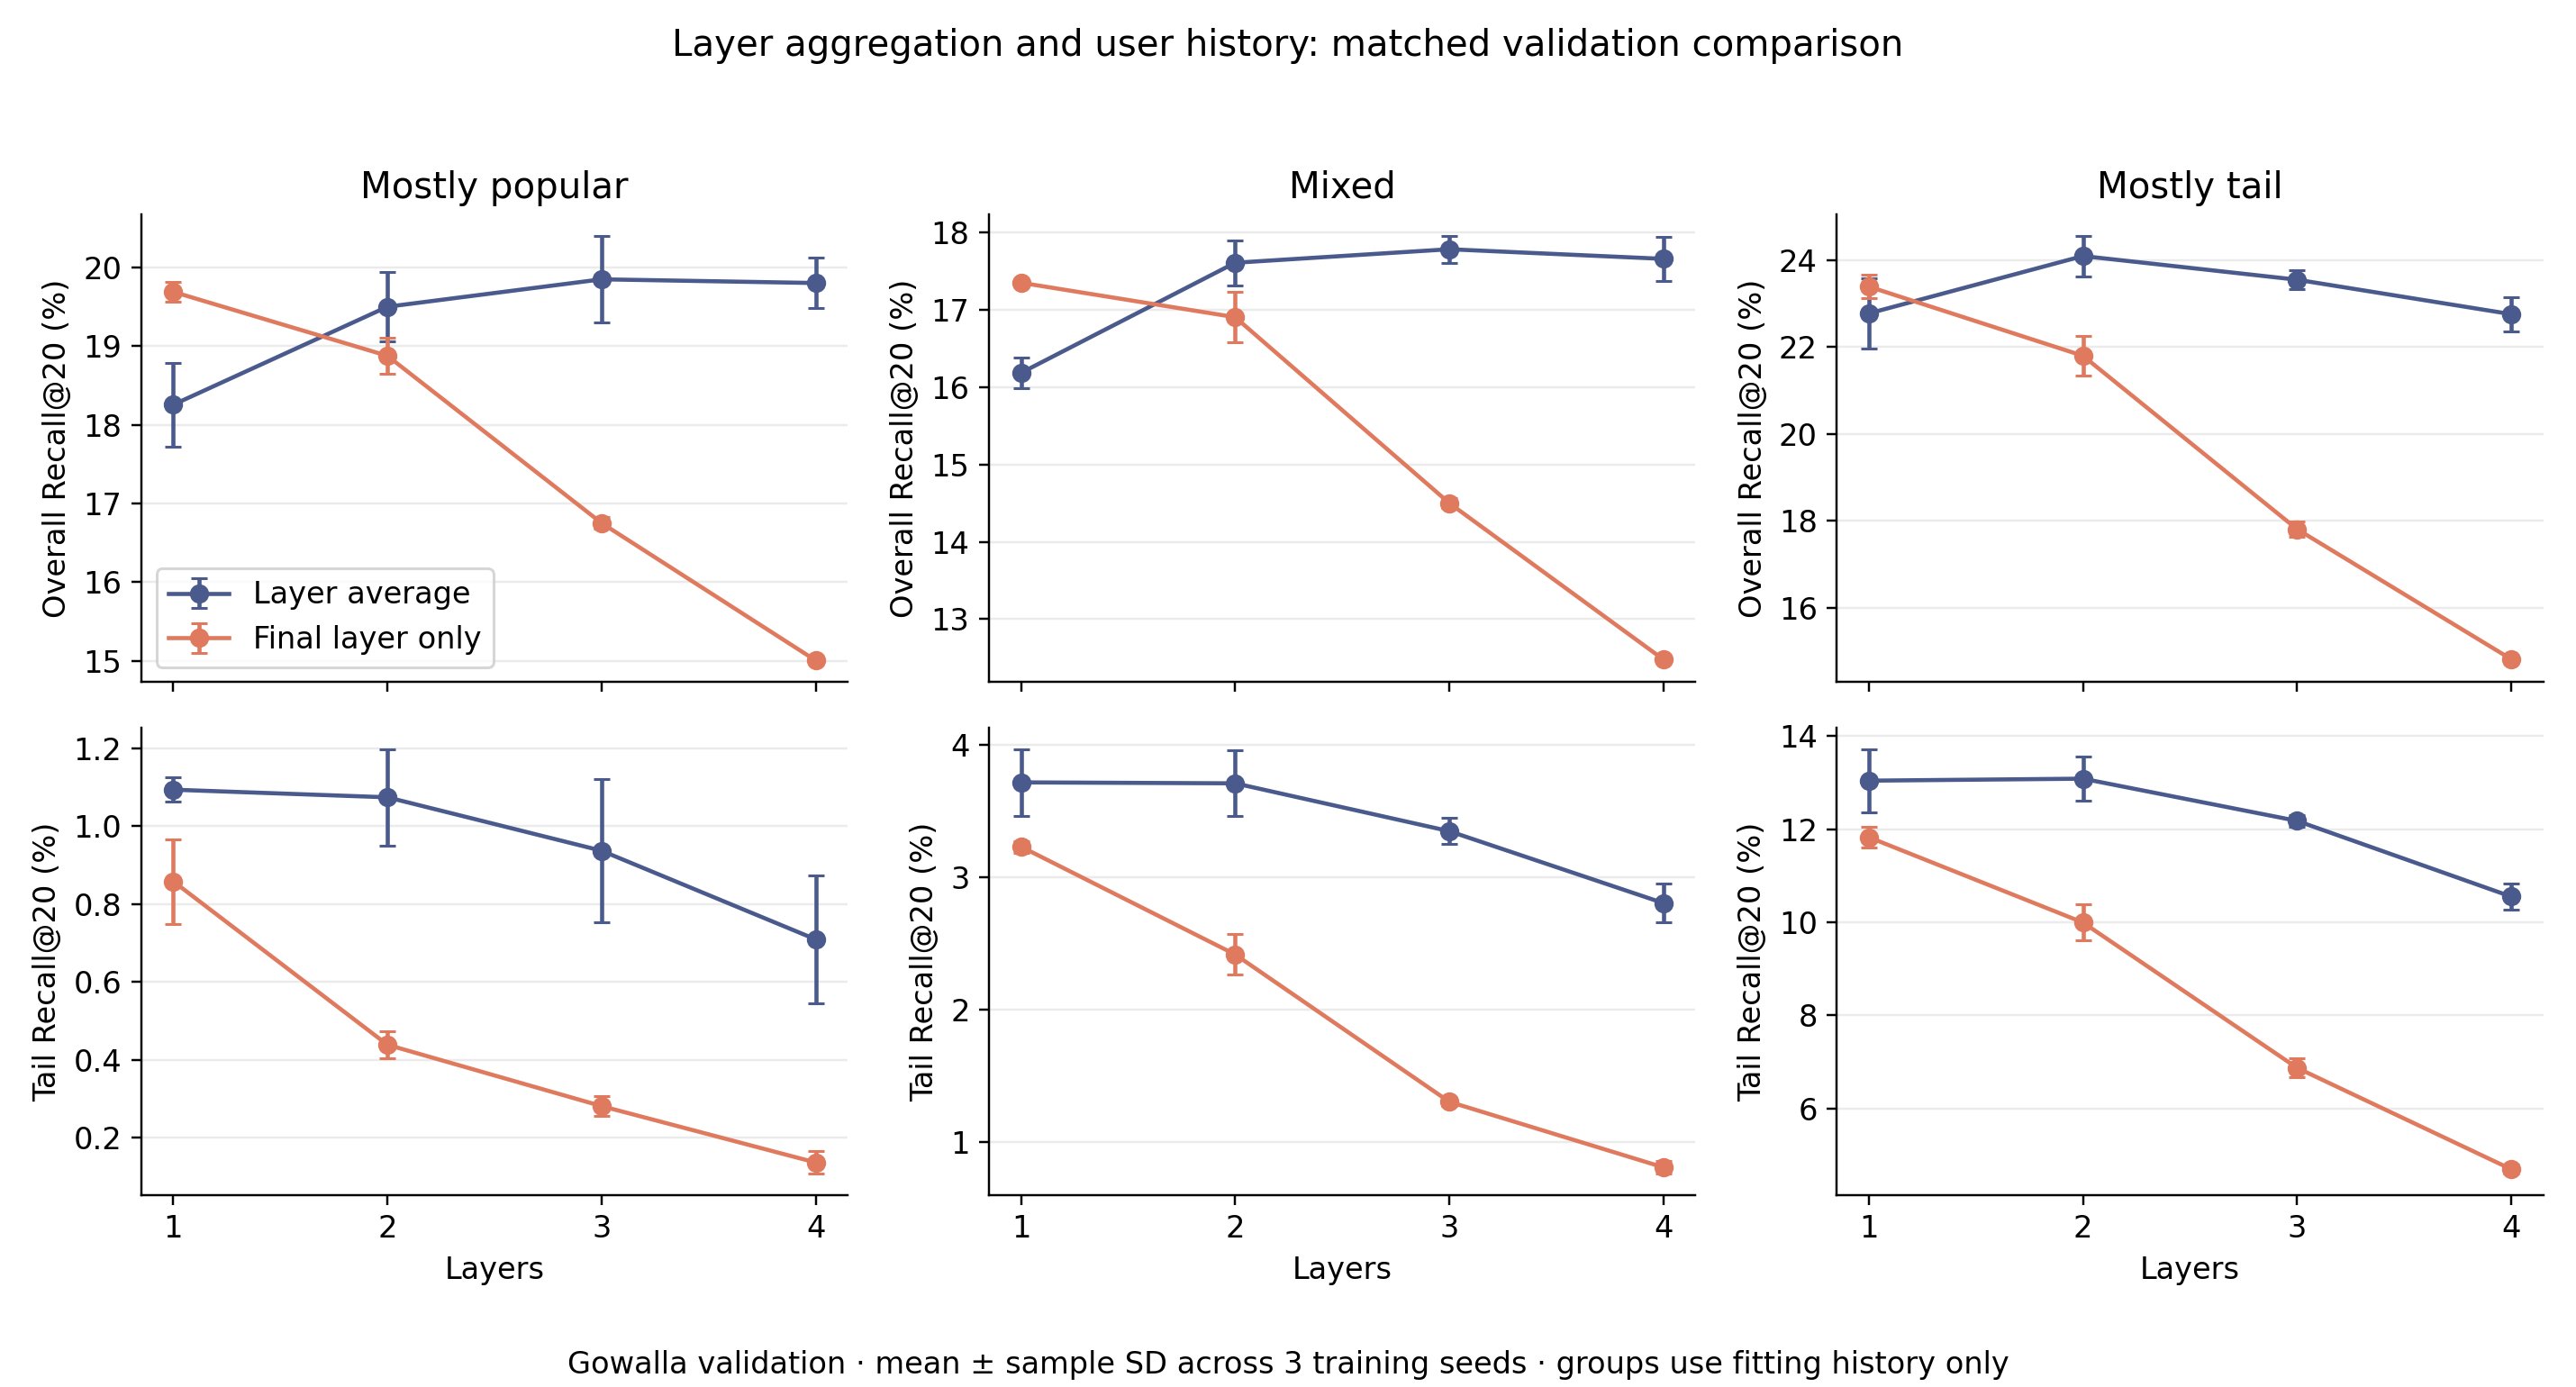 Layer aggregation and user history: matched validation comparison
Mostly popular
Mixed
Mostly tail
Overall Recall@20 (%)
20
19
18
17
16
15
Layer average
Final layer only
Overall Recall@20 (%)
18
17
16
15
14
13
Overall Recall@20 (%)
24
22
20
18
16
Tail Recall@20 (%)
1.2
1.0
0.8
0.6
0.4
0.2
1 2 3 4
Layers
Tail Recall@20 (%)
4
3
2
1
1 2 3 4
Layers
Tail Recall@20 (%)
14
12
10
8
6
1 2 3 4
Layers
Gowalla validation · mean ± sample SD across 3 training seeds · groups use fitting history only